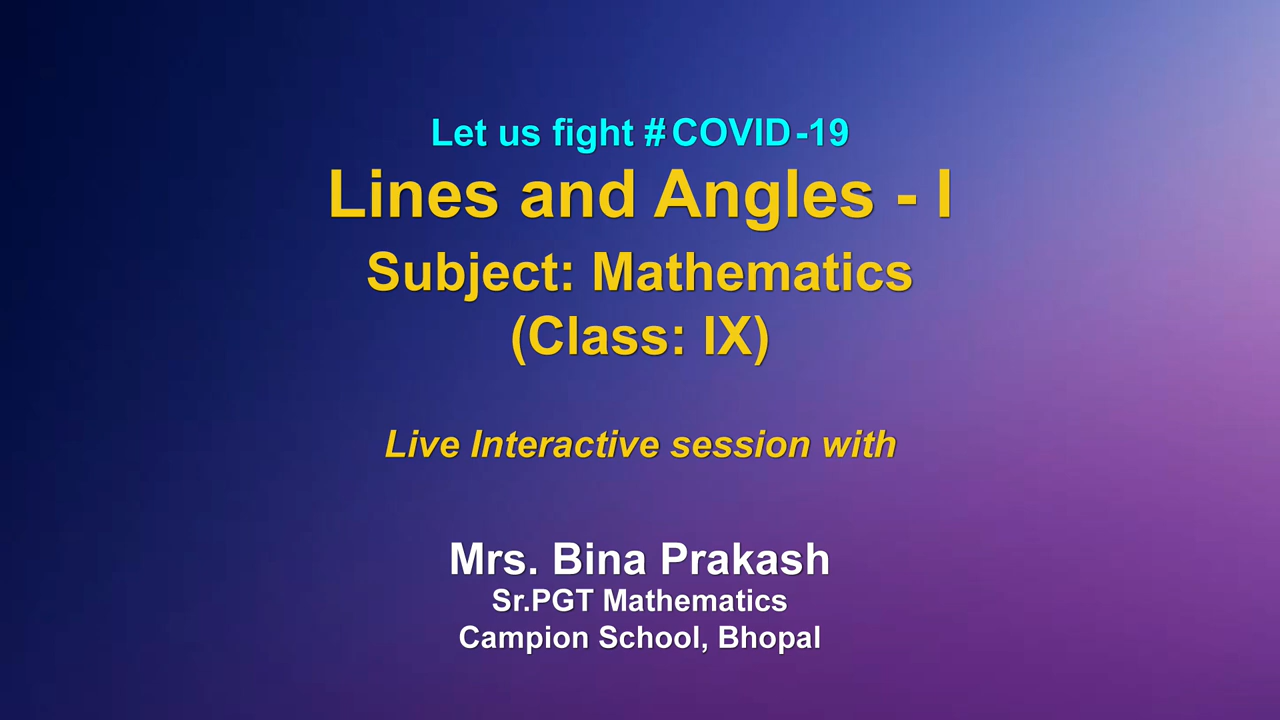 Let us fight #COVID-19
Lines and Angles - I
Subject: Mathematics
(Class: IX)
Live Interactive session with
Mrs. Bina Prakash
Sr.PGT Mathematics
Campion School, Bhopal